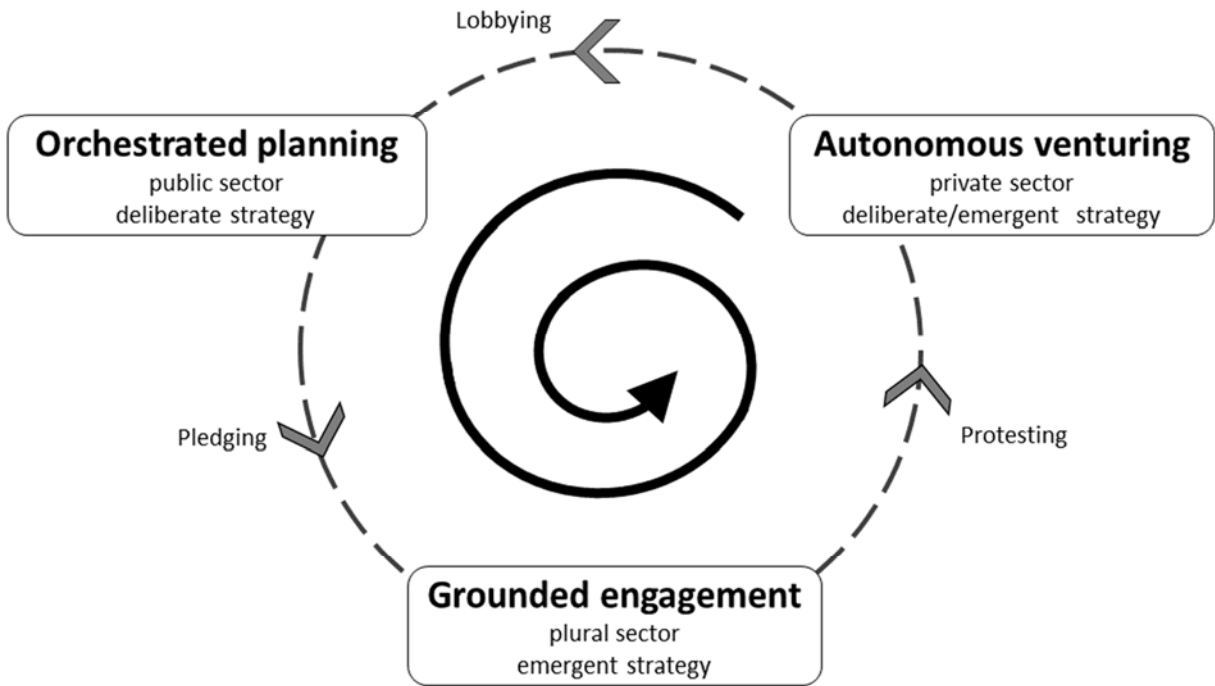 Lobbying
Orchestrated planning
public sector
deliberate strategy
Autonomous venturing
private sector
deliberate/emergent strategy
Pledging
Protesting
Grounded engagement
plural sector
emergent strategy